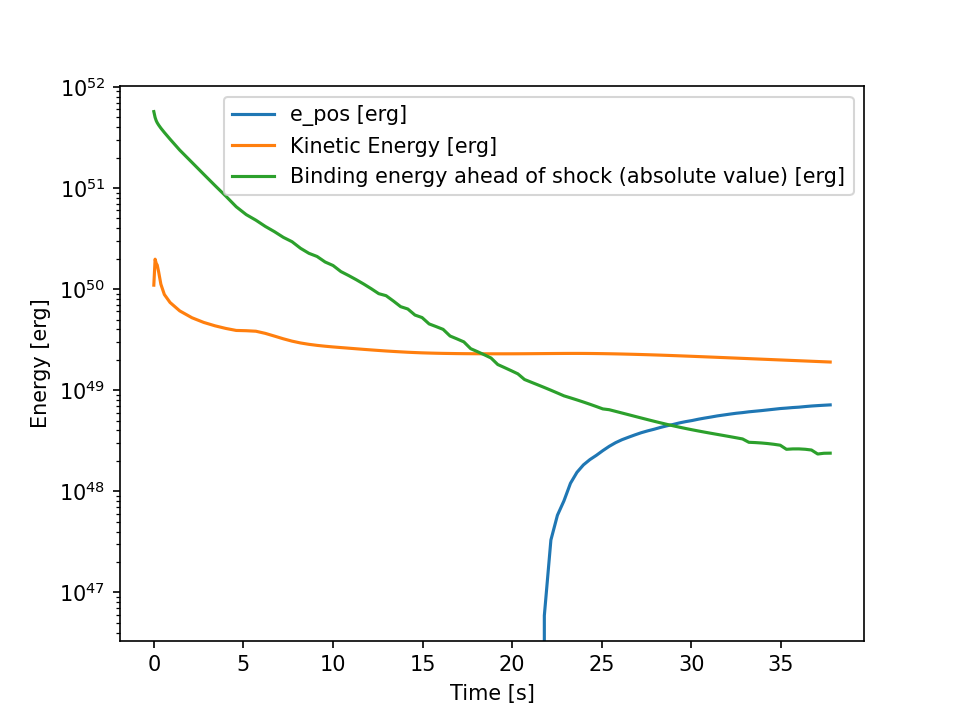 e_pos [erg]
Kinetic Energy [erg]
Binding energy ahead of shock (absolute value) [erg]
Energy [erg]
10^52
10^51
10^50
10^49
10^48
10^47
0 5 10 15 20 25 30 35
Time [s]